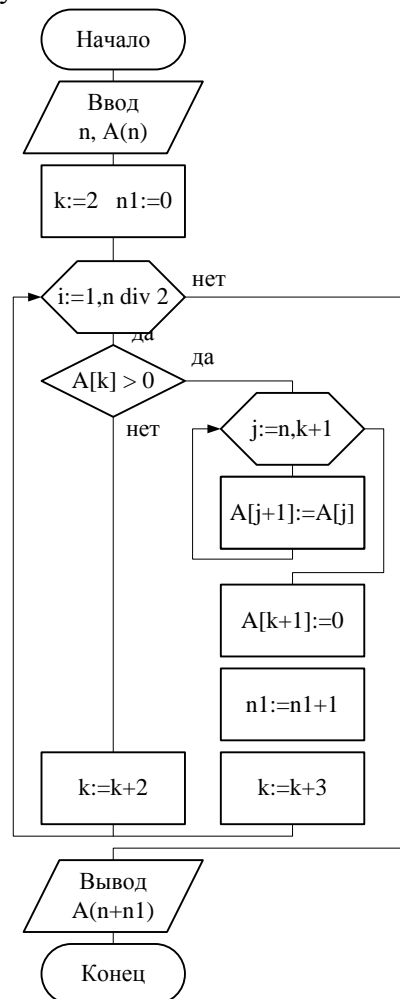 Начало
Ввод
n, A(n)
k:=2 n1:=0
нет
i:=1,n div 2
да
да
A[k] > 0
нет
j:=n,k+1
A[j+1]:=A[j]
A[k+1]:=0
n1:=n1+1
k:=k+2
k:=k+3
Вывод
A(n+n1)
Конец